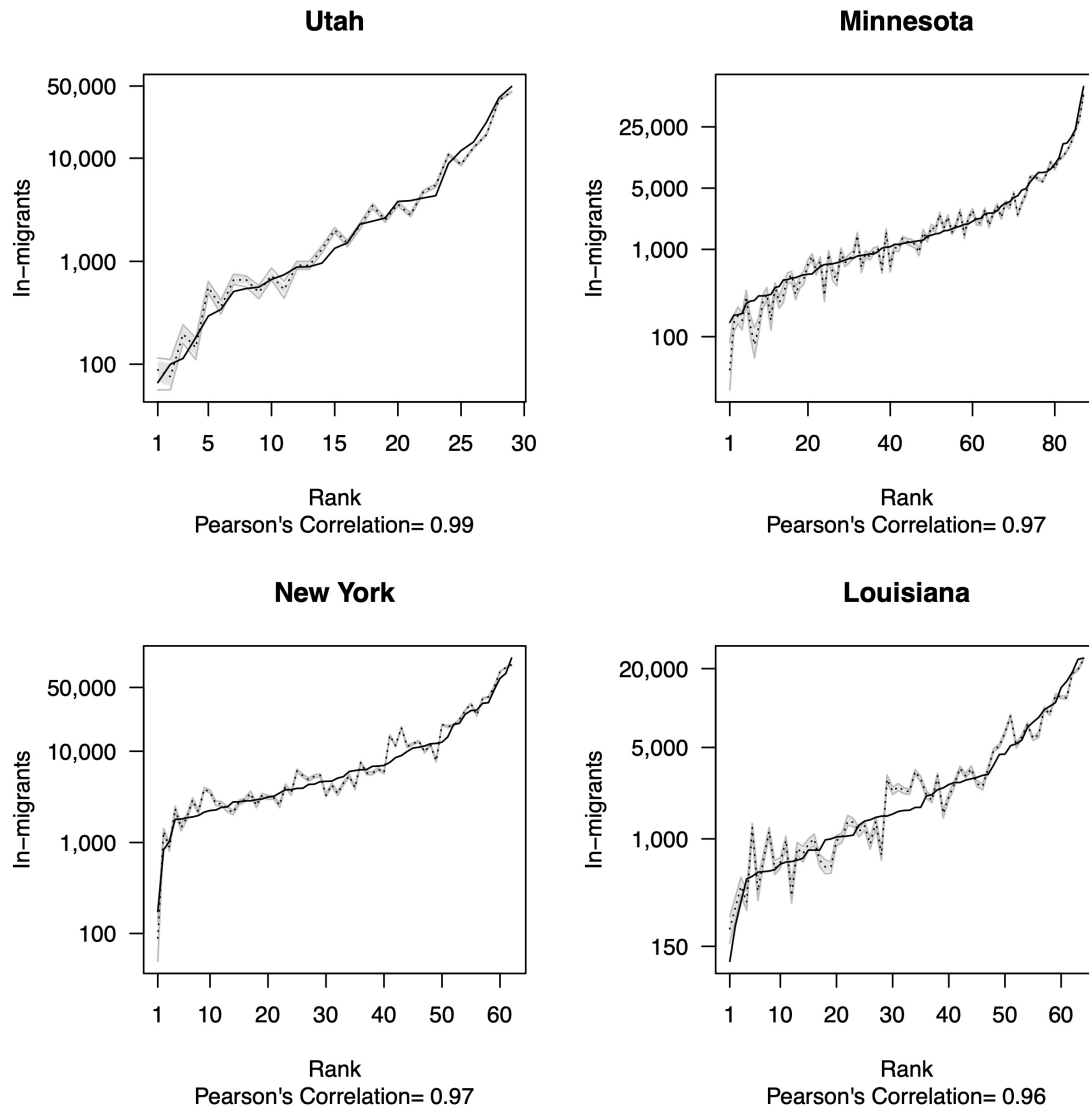 Utah
In−migrants
50,000
10,000
1,000
100
1 5 10 15 20 25 30
Rank
Pearson's Correlation= 0.99
Minnesota
In−migrants
25,000
5,000
1,000
100
1 20 40 60 80
Rank
Pearson's Correlation= 0.97
New York
In−migrants
50,000
10,000
1,000
100
1 10 20 30 40 50 60
Rank
Pearson's Correlation= 0.97
Louisiana
In−migrants
20,000
5,000
1,000
150
1 10 20 30 40 50 60
Rank
Pearson's Correlation= 0.96